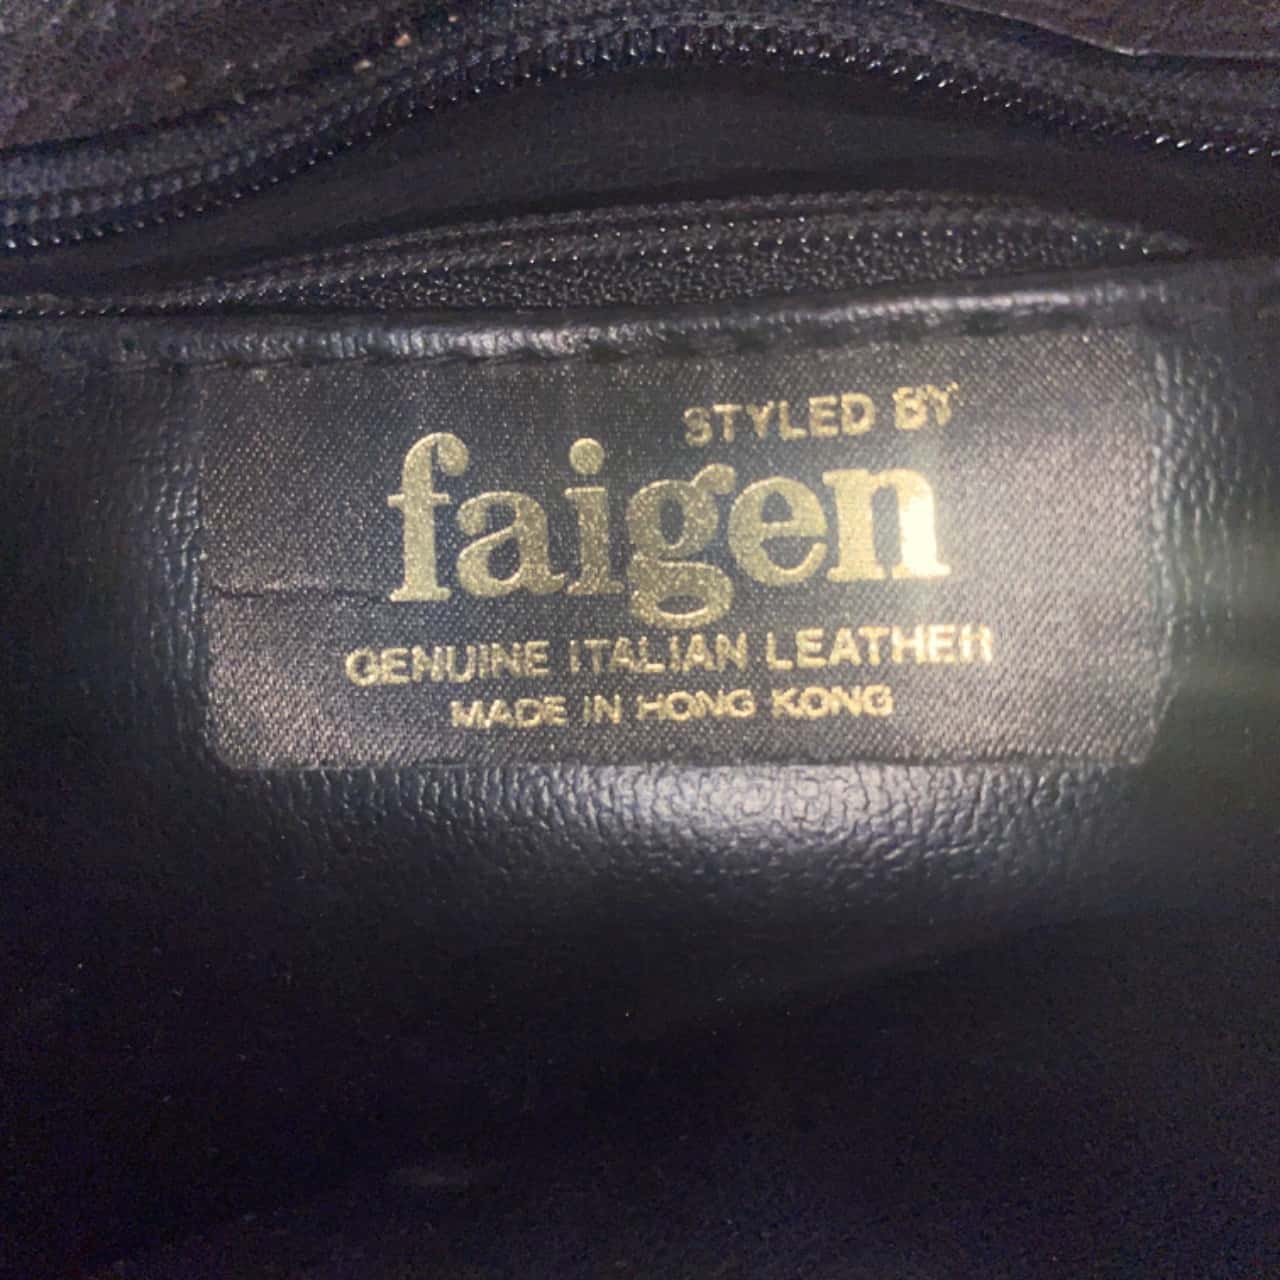 STYLED BY
faigen
GENUINE ITALIAN LEATHER
MADE IN HONG KONG